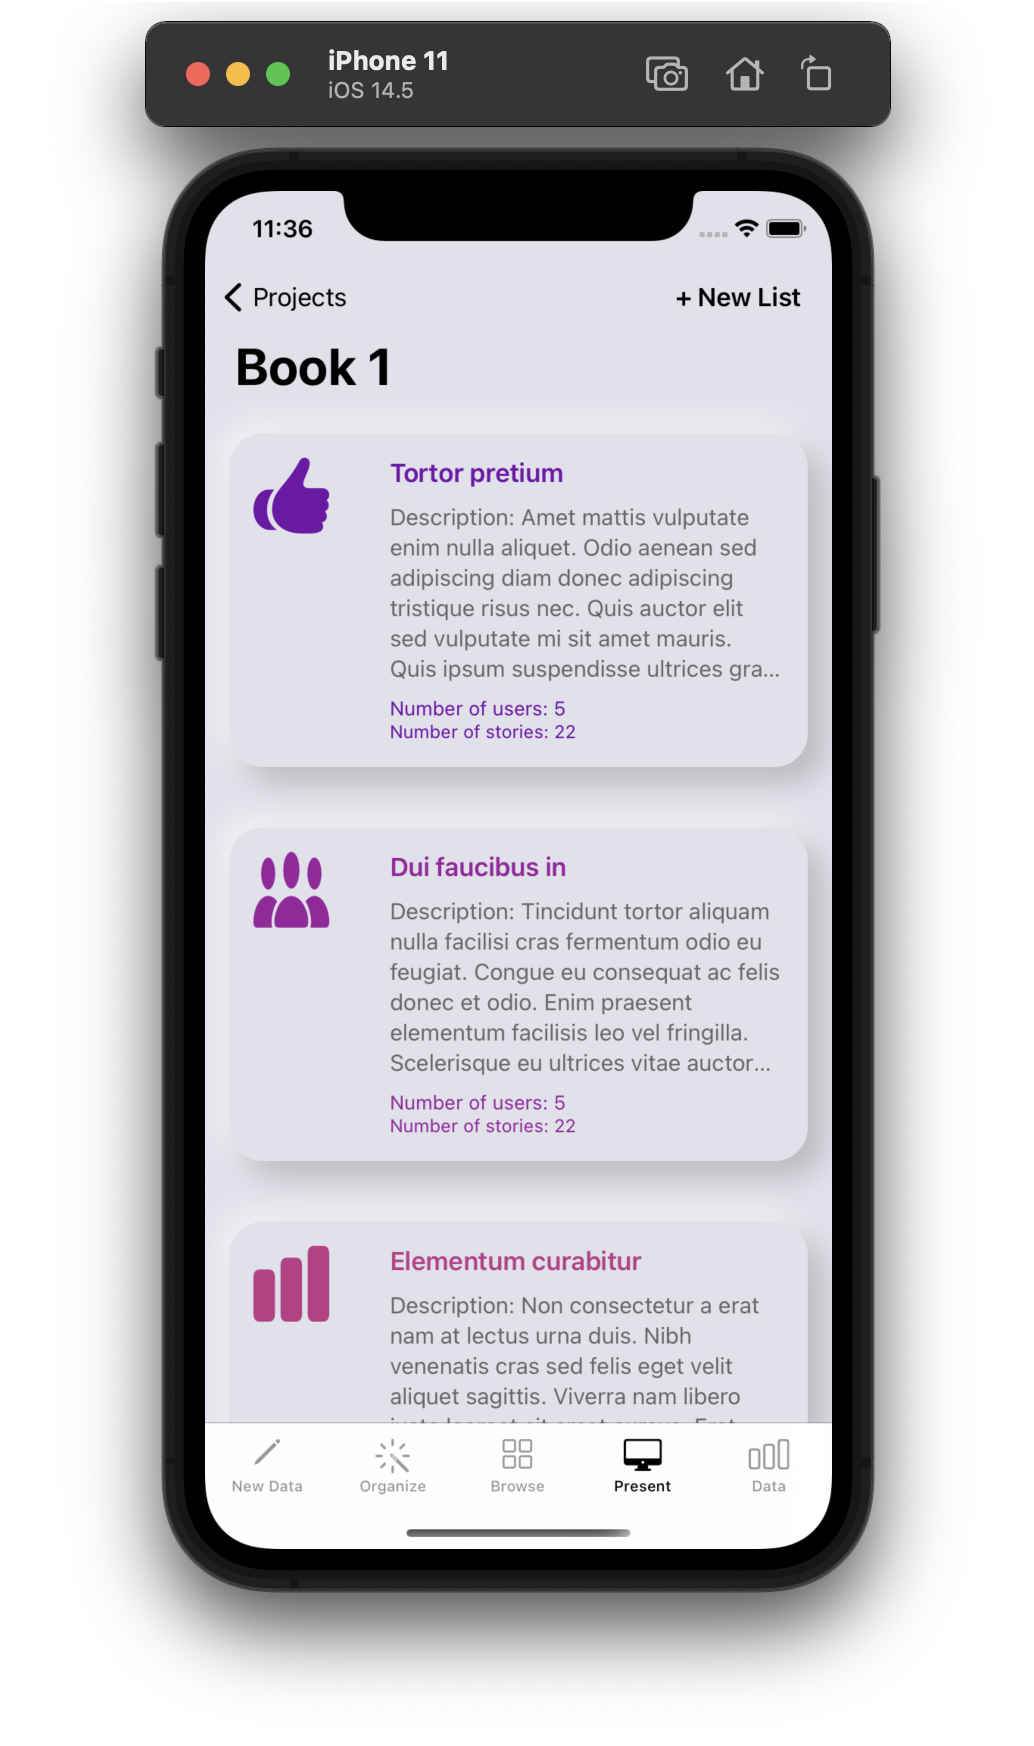 iPhone 11
iOS 14.5
11:36
Projects
+ New List
Book 1
Tortor pretium
Description: Amet mattis vulputate
enim nulla aliquet. Odio aenean sed
adipiscing diam donec adipiscing
tristique risus nec. Quis auctor elit
sed vulputate mi sit amet mauris.
Quis ipsum suspendisse ultrices gra...
Number of users: 5
Number of stories: 22
Dui faucibus in
Description: Tincidunt tortor aliquam
nulla facilisi cras fermentum odio eu
feugiat. Congue eu consequat ac felis
donec et odio. Enim praesent
elementum facilisis leo vel fringilla.
Scelerisque eu ultrices vitae auctor...
Number of users: 5
Number of stories: 22
Elementum curabitur
Description: Non consectetur a erat
nam at lectus urna duis. Nibh
venenatis cras sed felis eget velit
aliquet sagittis. Viverra nam libero
New Data
Organize
Browse
Present
Data